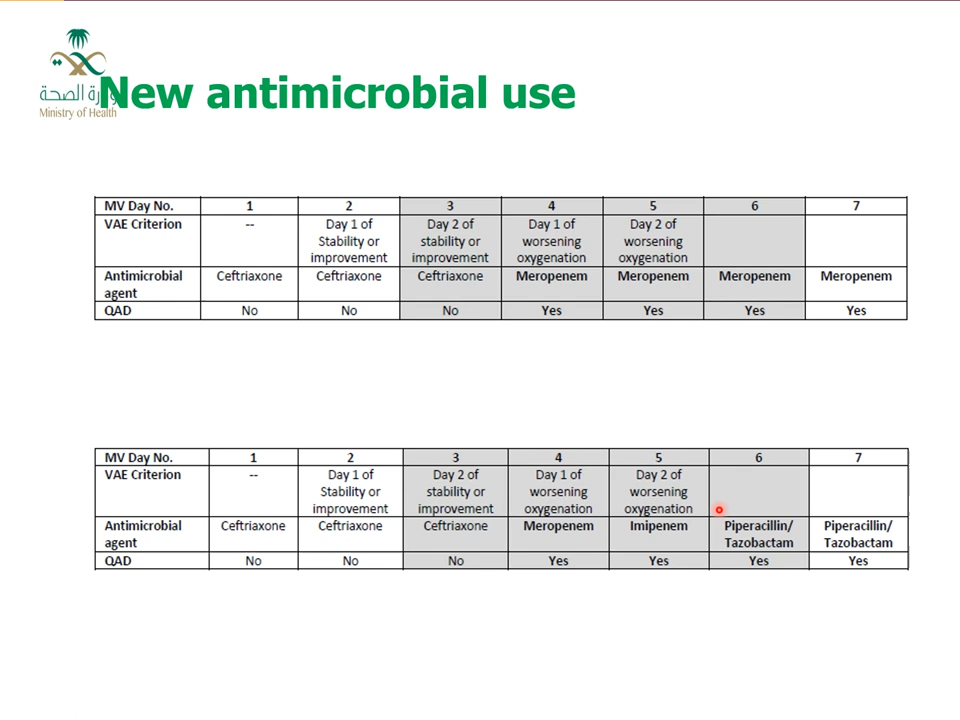 وزارة الصحة
Ministry of Health
New antimicrobial use
MV Day No. 1 2 3 4 5 6 7
VAE Criterion -- Day 1 of Day 2 of Day 1 of Day 2 of
Stability or stability or worsening worsening
improvement improvement oxygenation oxygenation
Antimicrobial Ceftriaxone Ceftriaxone Ceftriaxone Meropenem Meropenem Meropenem Meropenem
agent
QAD No No No Yes Yes Yes Yes
MV Day No. 1 2 3 4 5 6 7
VAE Criterion -- Day 1 of Day 2 of Day 1 of Day 2 of
Stability or stability or worsening worsening
improvement improvement oxygenation oxygenation
Antimicrobial Ceftriaxone Ceftriaxone Ceftriaxone Meropenem Imipenem Piperacillin/ Piperacillin/
agent Tazobactam Tazobactam
QAD No No No Yes Yes Yes Yes